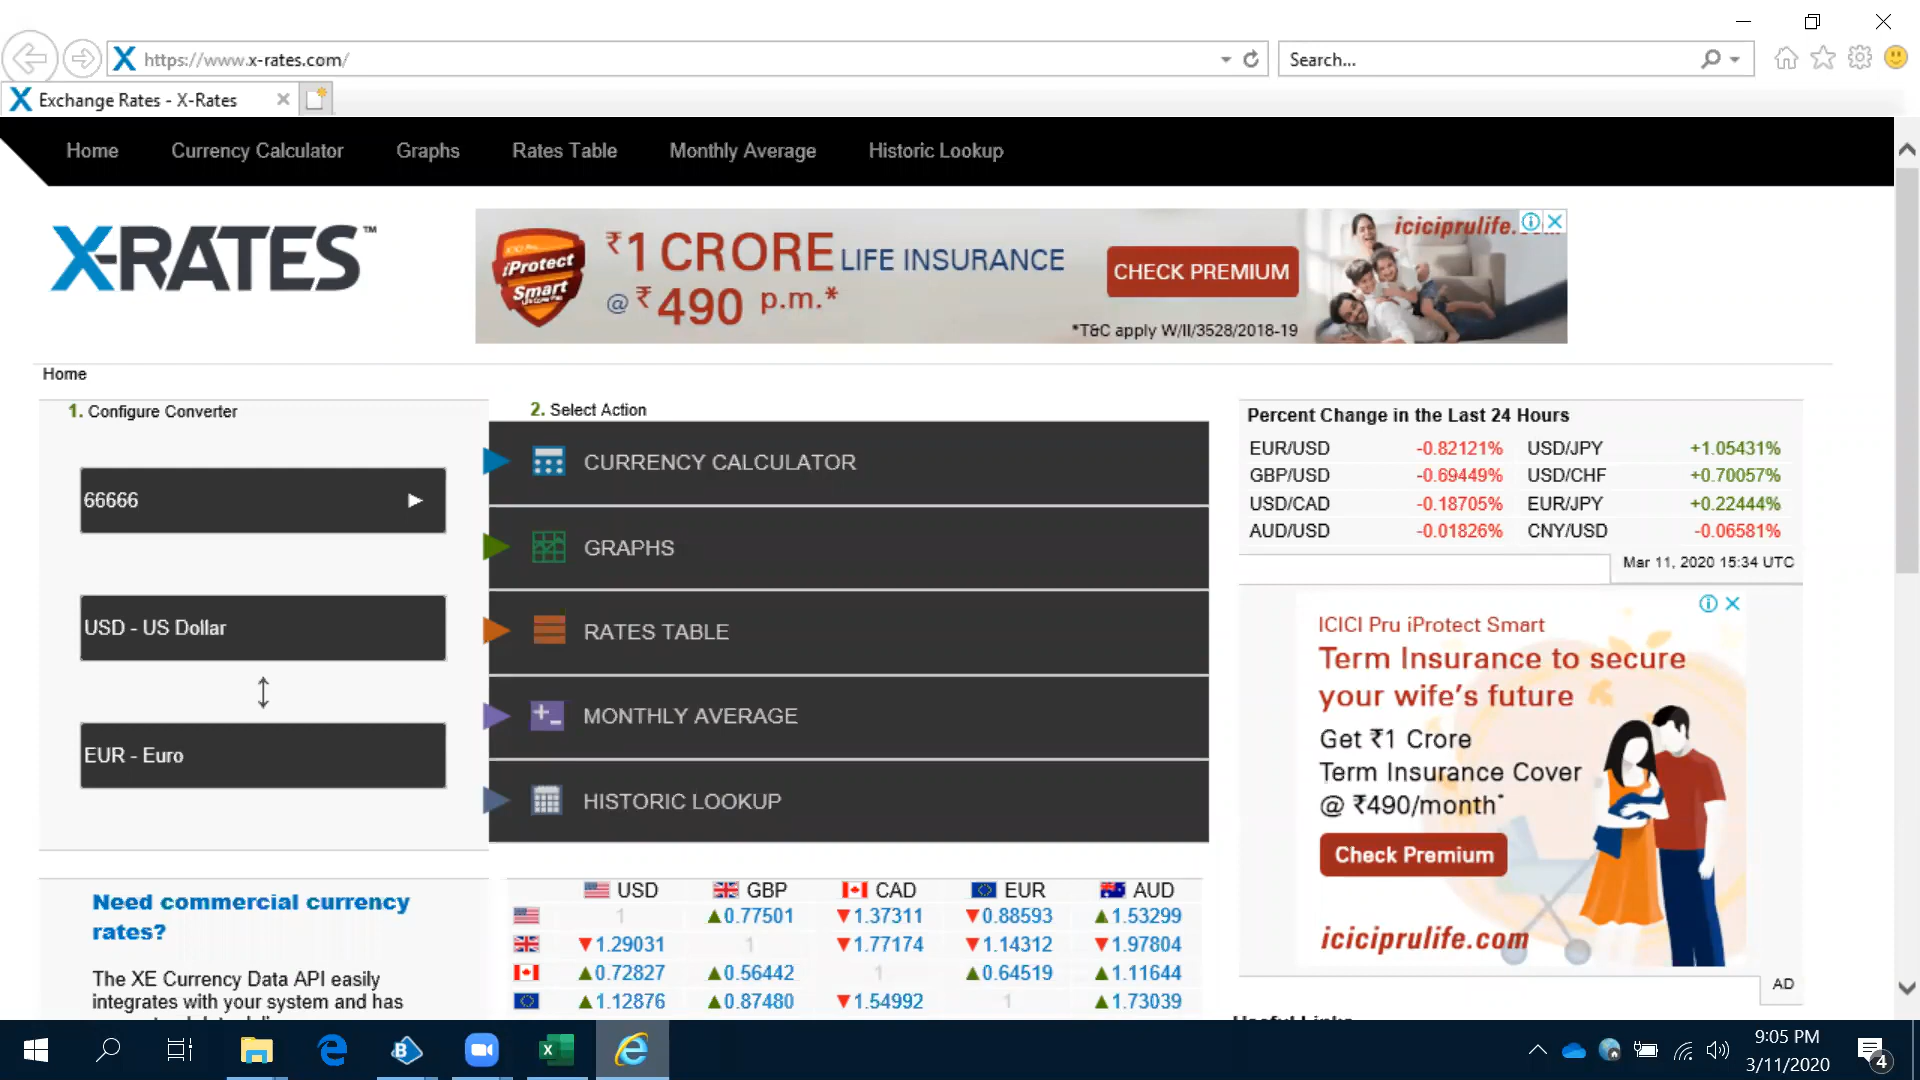 https://www.x-rates.com/
Search...
Exchange Rates - X-Rates
Home Currency Calculator Graphs Rates Table Monthly Average Historic Lookup
X-RATES™
ICICI Pru
iProtect
Smart
₹1 CRORE LIFE INSURANCE
@ ₹490 p.m.*
CHECK PREMIUM
*T&C apply W/II/3528/2018-19
iciciprulife.
Home
1. Configure Converter
66666
USD - US Dollar
EUR - Euro
2. Select Action
CURRENCY CALCULATOR
GRAPHS
RATES TABLE
MONTHLY AVERAGE
HISTORIC LOOKUP
Percent Change in the Last 24 Hours
EUR/USD -0.82121% USD/JPY +1.05431%
GBP/USD -0.69449% USD/CHF +0.70057%
USD/CAD -0.18705% EUR/JPY +0.22444%
AUD/USD -0.01826% CNY/USD -0.06581%
Mar 11, 2020 15:34 UTC
ICICI Pru iProtect Smart
Term Insurance to secure
your wife's future
Get ₹1 Crore
Term Insurance Cover
@ ₹490/month*
Check Premium
iciciprulife.com
AD
Need commercial currency
rates?
The XE Currency Data API easily
integrates with your system and has
USD GBP CAD EUR AUD
1 ▲0.77501 ▼1.37311 ▼0.88593 ▲1.53299
▼1.29031 1 ▼1.77174 ▼1.14312 ▼1.97804
▲0.72827 ▲0.56442 1 ▲0.64519 ▲1.11644
▲1.12876 ▲0.87480 ▼1.54992 1 ▲1.73039
9:05 PM
3/11/2020
4